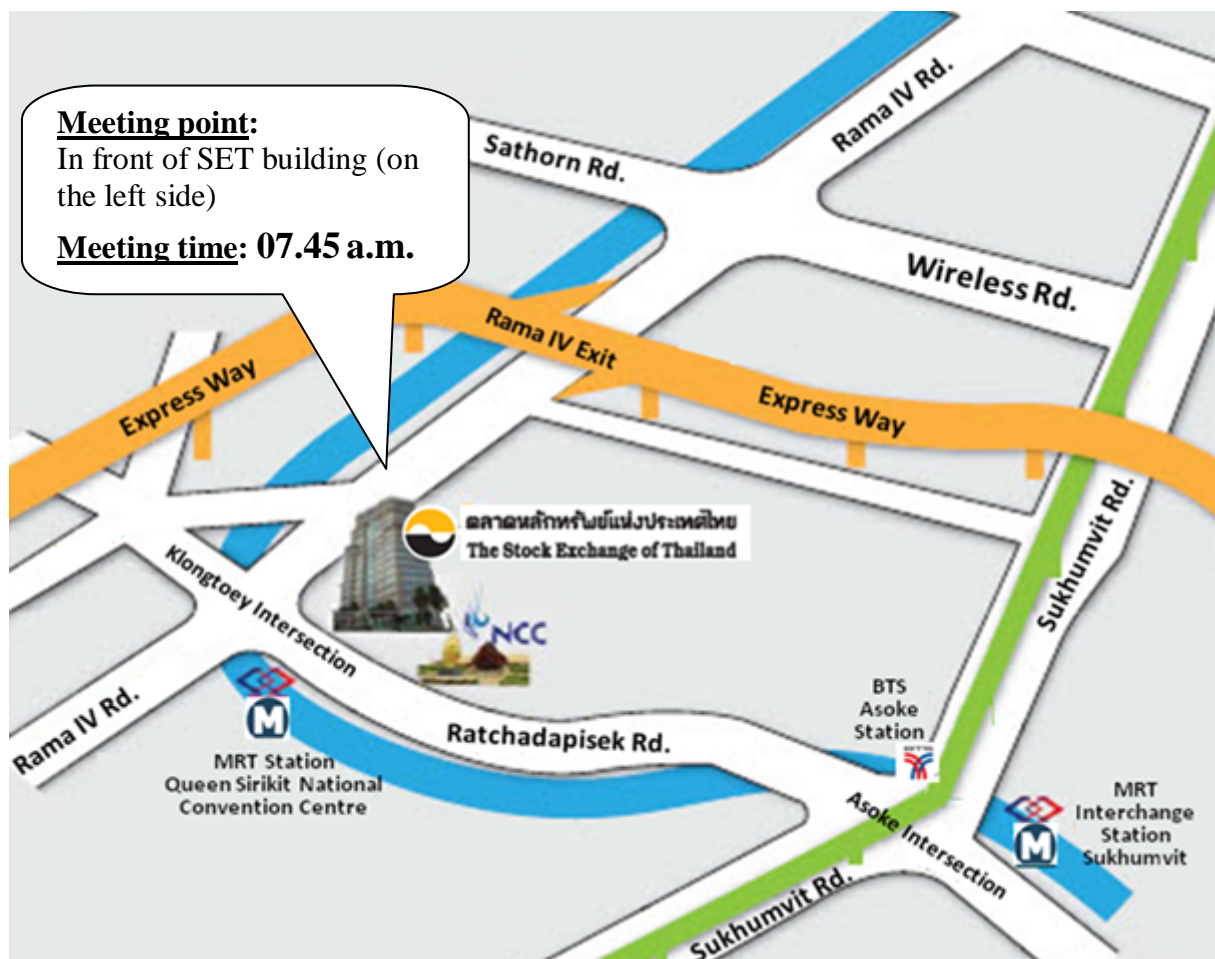 Meeting point:
In front of SET building (on
the left side)
Meeting time: 07.45 a.m.
Sathorn Rd.
Rama IV Rd.
Wireless Rd.
Rama IV Exit
Express Way
Express Way
Sukhumvit Rd.
ตลาดหลักทรัพย์แห่งประเทศไทย
The Stock Exchange of Thailand
NCC
Klongtoey Intersection
Rama IV Rd.
M
MRT Station
Queen Sirikit National
Convention Centre
Ratchadapisek Rd.
BTS
Asoke
Station
BTS
Asoke Intersection
M
MRT
Interchange
Station
Sukhumvit
Sukhumvit Rd.